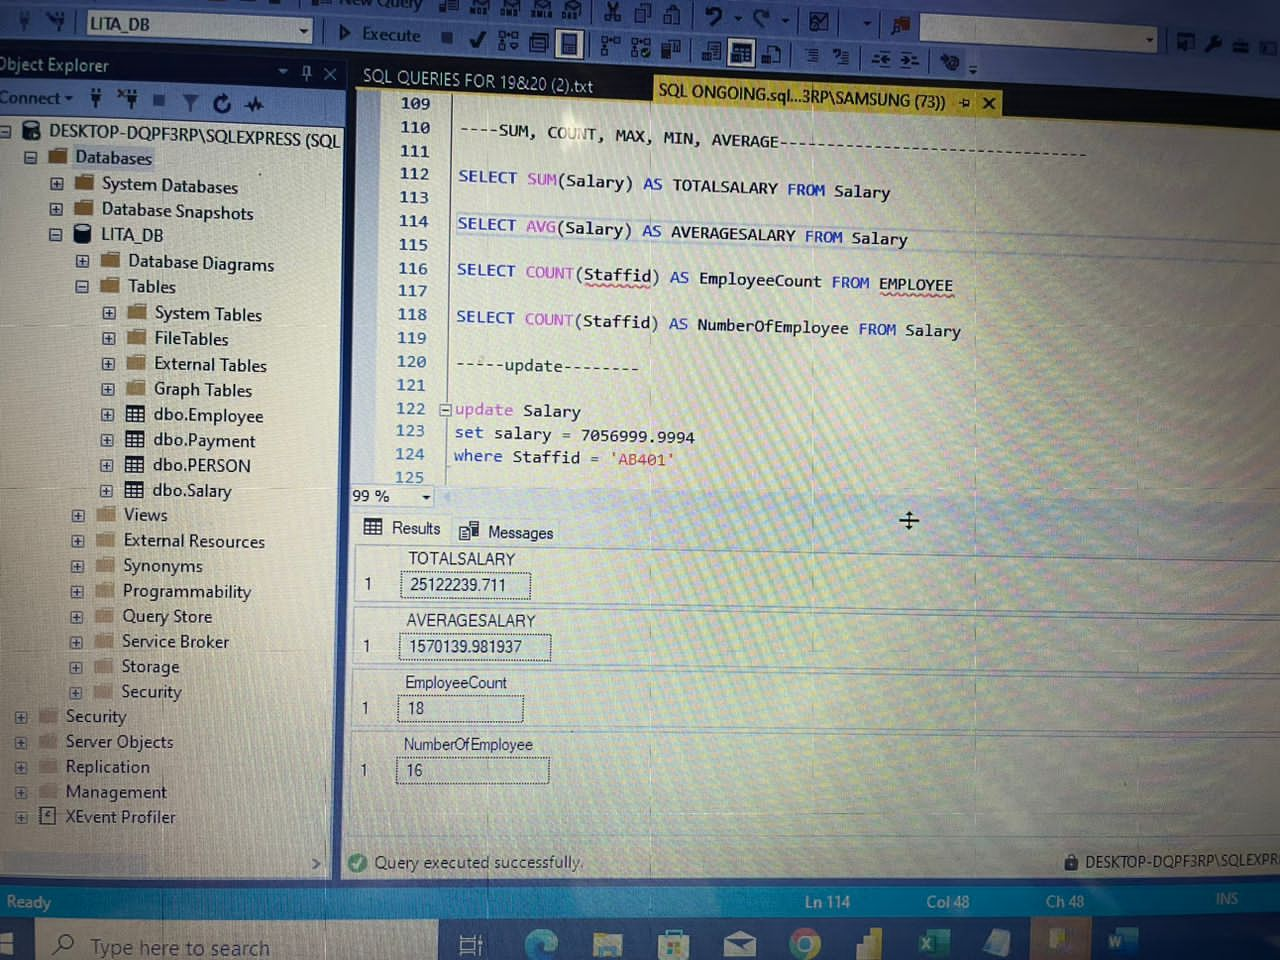 New Query
LITA_DB
Execute
Object Explorer
Connect
DESKTOP-DQPF3RP\SQLEXPRESS (SQL
Databases
System Databases
Database Snapshots
LITA_DB
Database Diagrams
Tables
System Tables
FileTables
External Tables
Graph Tables
dbo.Employee
dbo.Payment
dbo.PERSON
dbo.Salary
Views
External Resources
Synonyms
Programmability
Query Store
Service Broker
Storage
Security
Security
Server Objects
Replication
Management
XEvent Profiler
SQL QUERIES FOR 19&20 (2).txt
SQL ONGOING.sql...3RP\SAMSUNG (73))
109
110 ----SUM, COUNT, MAX, MIN, AVERAGE--------------------------------
111
112 SELECT SUM(Salary) AS TOTALSALARY FROM Salary
113
114 SELECT AVG(Salary) AS AVERAGESALARY FROM Salary
115
116 SELECT COUNT(Staffid) AS EmployeeCount FROM EMPLOYEE
117
118 SELECT COUNT(Staffid) AS NumberOfEmployee FROM Salary
119
120 -----update--------
121
122 update Salary
123 set salary = 7056999.9994
124 where Staffid = 'AB401'
125
99 %
Results
Messages
TOTALSALARY
1 25122239.711
AVERAGESALARY
1 1570139.981937
EmployeeCount
1 18
NumberOfEmployee
1 16
Query executed successfully.
DESKTOP-DQPF3RP\SQLEXPR
Ready
Ln 114
Col 48
Ch 48
INS
Type here to search